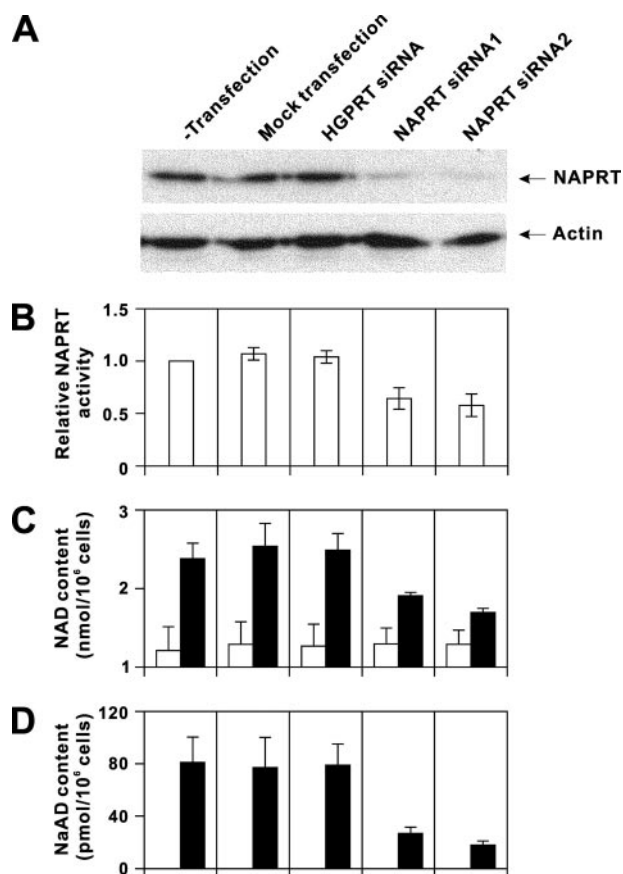 A
-Transfection
Mock transfection
HGPRT siRNA
NAPRT siRNA1
NAPRT siRNA2
← NAPRT
← Actin
B
Relative NAPRT
activity
1.5
1.0
0.5
0
C
NAD content
(nmol/10⁶ cells)
3
2
1
D
NaAD content
(pmol/10⁶ cells)
120
80
40
0